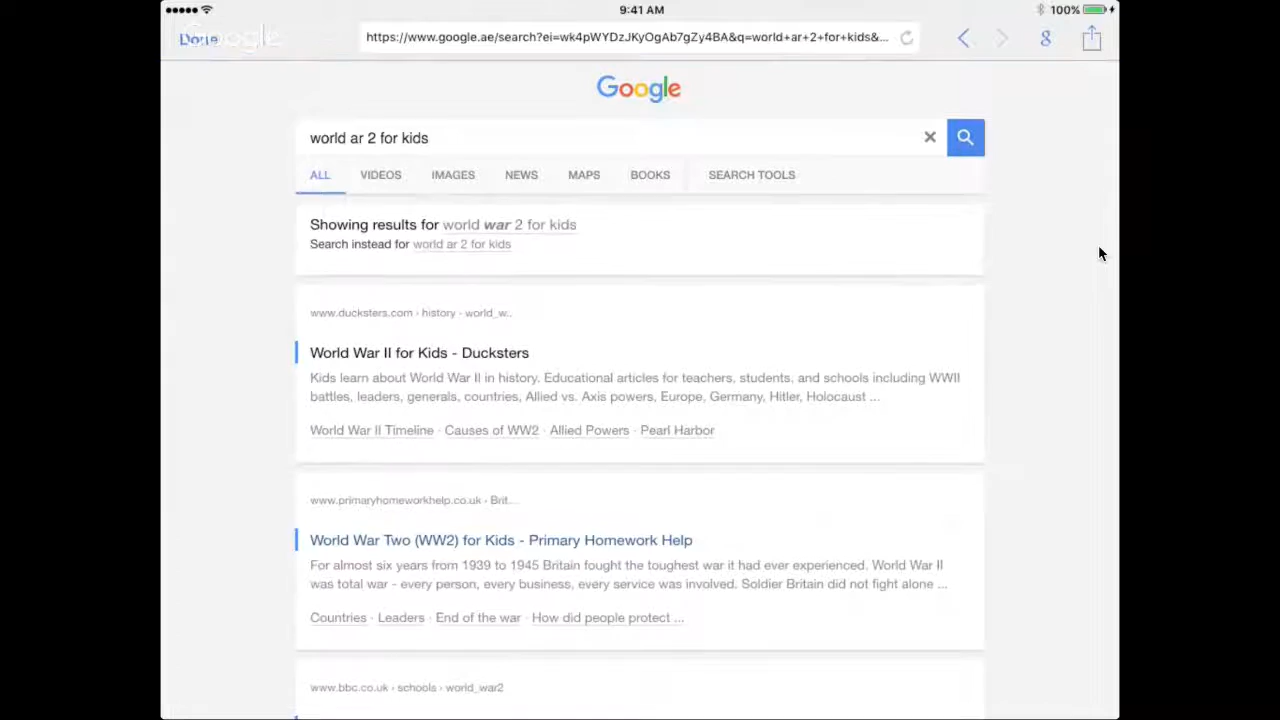 9:41 AM
100%
Done
Google
https://www.google.ae/search?ei=wk4pWYDzJKyOgAb7gZy4BA&q=world+ar+2+for+kids&...
8
Google
world ar 2 for kids
ALL VIDEOS IMAGES NEWS MAPS BOOKS SEARCH TOOLS
Showing results for world war 2 for kids
Search instead for world ar 2 for kids
www.ducksters.com › history › world_w..
World War II for Kids - Ducksters
Kids learn about World War II in history. Educational articles for teachers, students, and schools including WWII
battles, leaders, generals, countries, Allied vs. Axis powers, Europe, Germany, Hitler, Holocaust ...
World War II Timeline · Causes of WW2 · Allied Powers · Pearl Harbor
www.primaryhomeworkhelp.co.uk › Brit...
World War Two (WW2) for Kids - Primary Homework Help
For almost six years from 1939 to 1945 Britain fought the toughest war it had ever experienced. World War II
was total war - every person, every business, every service was involved. Soldier Britain did not fight alone ...
Countries · Leaders · End of the war · How did people protect ...
www.bbc.co.uk › schools › world_war2